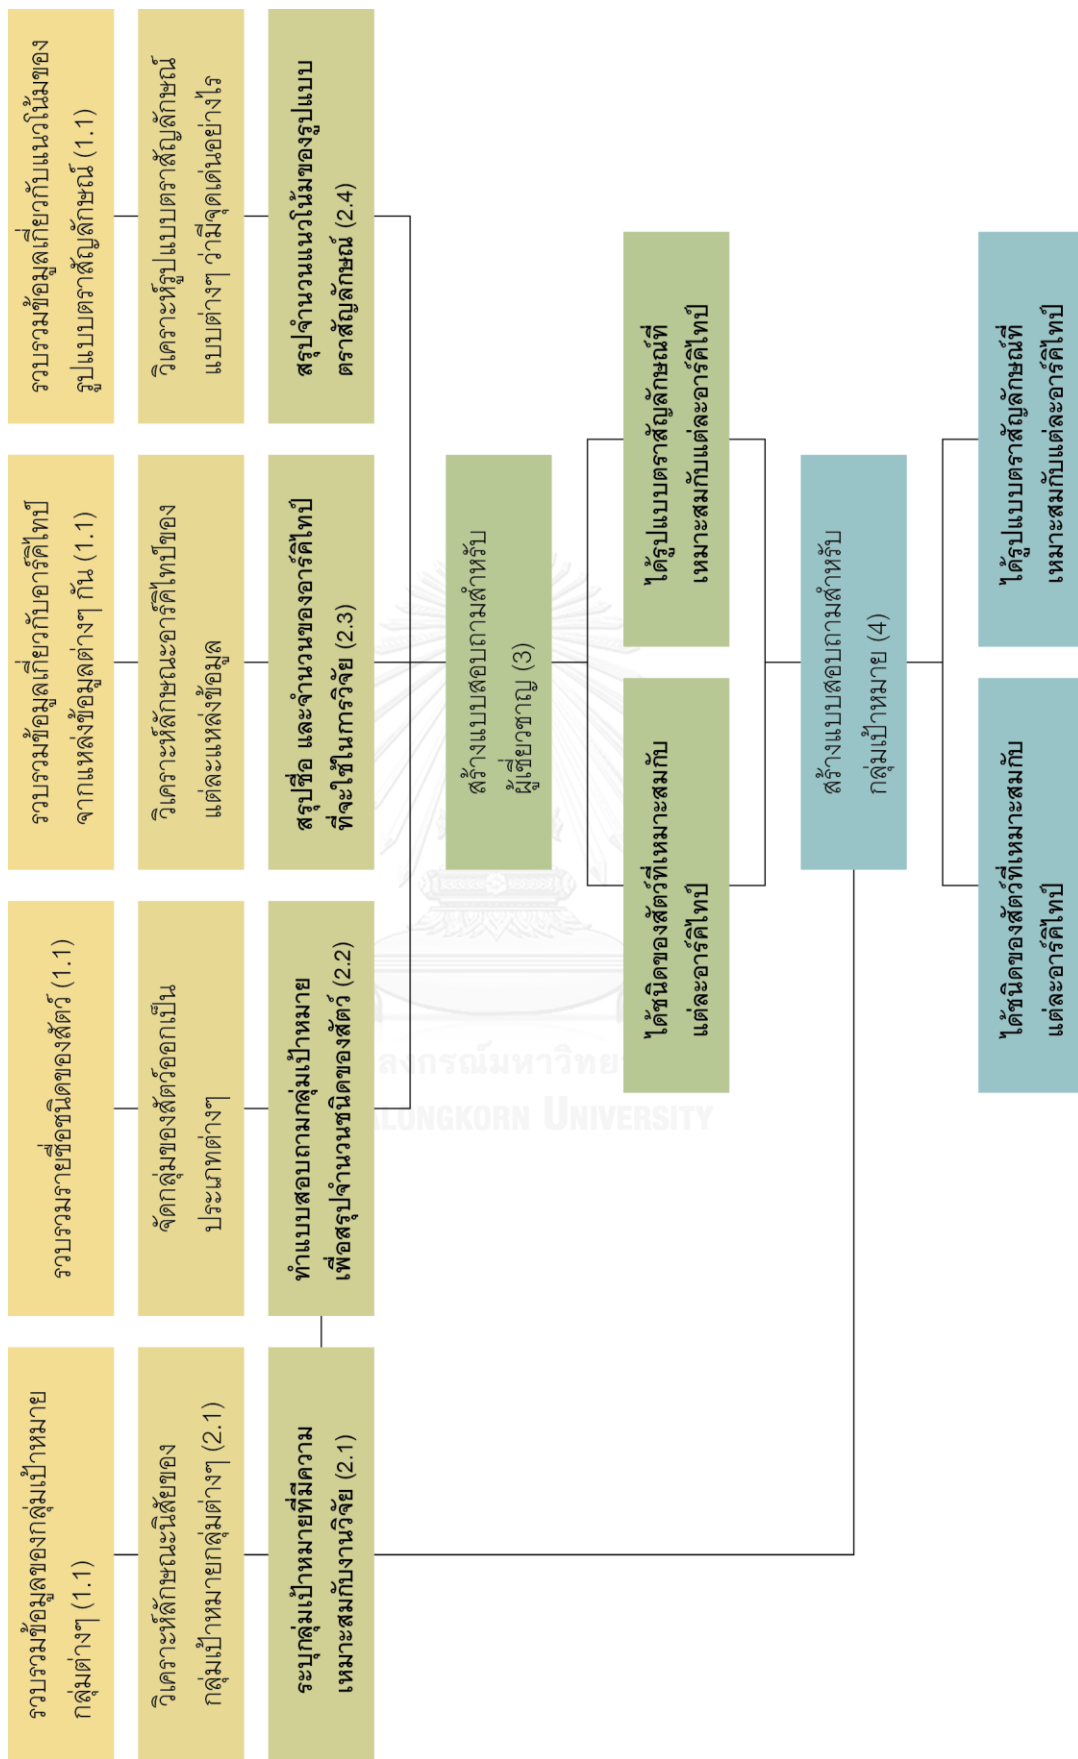 รวบรวมข้อมูลของกลุ่มเป้าหมาย
กลุ่มต่างๆ (1.1)
วิเคราะห์ลักษณะนิสัยของ
กลุ่มเป้าหมายกลุ่มต่างๆ (2.1)
ระบุกลุ่มเป้าหมายที่มีความ
เหมาะสมกับงานวิจัย (2.1)
รวบรวมรายชื่อชนิดของสัตว์ (1.1)
จัดกลุ่มของสัตว์ออกเป็น
ประเภทต่างๆ
ทำแบบสอบถามกลุ่มเป้าหมาย
เพื่อสรุปจำนวนชนิดของสัตว์ (2.2)
รวบรวมข้อมูลเกี่ยวกับอาร์คิไทป์
จากแหล่งข้อมูลต่างๆ กัน (1.1)
วิเคราะห์ลักษณะอาร์คิไทป์ของ
แต่ละแหล่งข้อมูล
สรุปชื่อ และจำนวนของอาร์คิไทป์
ที่จะใช้ในการวิจัย (2.3)
รวบรวมข้อมูลเกี่ยวกับแนวโน้มของ
รูปแบบตราสัญลักษณ์ (1.1)
วิเคราะห์รูปแบบตราสัญลักษณ์
แบบต่างๆ ว่ามีจุดเด่นอย่างไร
สรุปจำนวนแนวโน้มของรูปแบบ
ตราสัญลักษณ์ (2.4)
สร้างแบบสอบถามสำหรับ
ผู้เชี่ยวชาญ (3)
ได้ชนิดของสัตว์ที่เหมาะสมกับ
แต่ละอาร์คิไทป์
ได้รูปแบบตราสัญลักษณ์ที่
เหมาะสมกับแต่ละอาร์คิไทป์
สร้างแบบสอบถามสำหรับ
กลุ่มเป้าหมาย (4)
ได้ชนิดของสัตว์ที่เหมาะสมกับ
แต่ละอาร์คิไทป์
ได้รูปแบบตราสัญลักษณ์ที่
เหมาะสมกับแต่ละอาร์คิไทป์
ลงกรณ์มหาวิทย
ALONGKORN UNIVERSITY